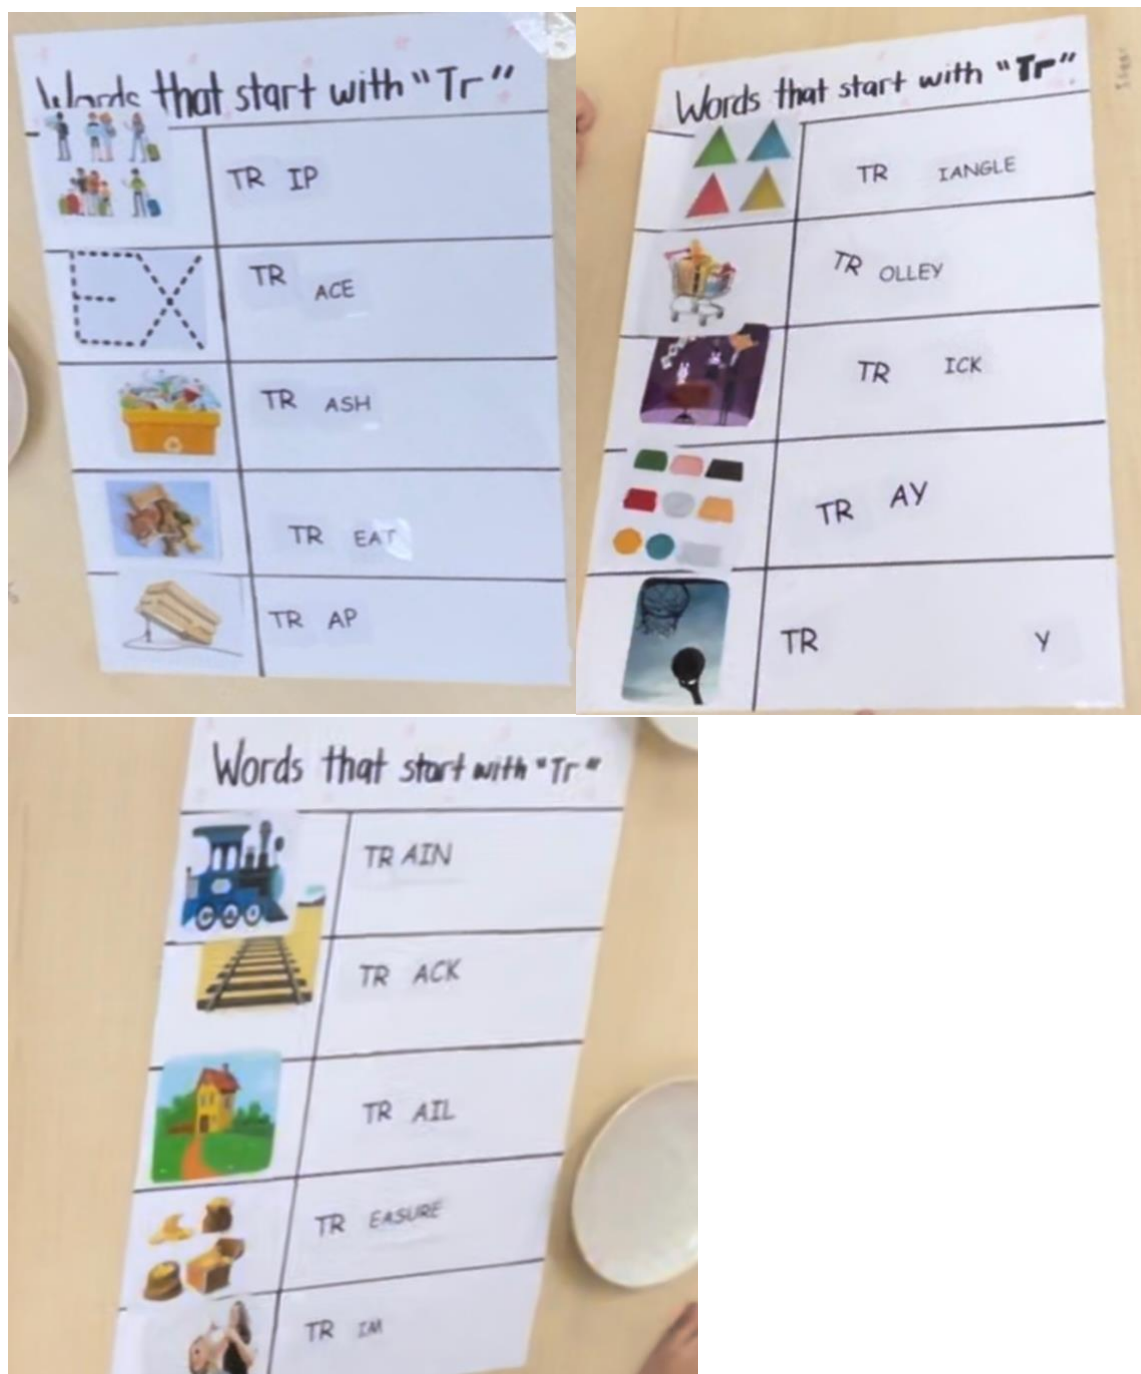 Words that start with "Tr"
TR IP
TR ACE
TR ASH
TR EAT
TR AP
Words that start with "Tr"
TR IANGLE
TR OLLEY
TR ICK
TR AY
TR Y
Words that start with "Tr"
TR AIN
TR ACK
TR AIL
TR EASURE
TR IM